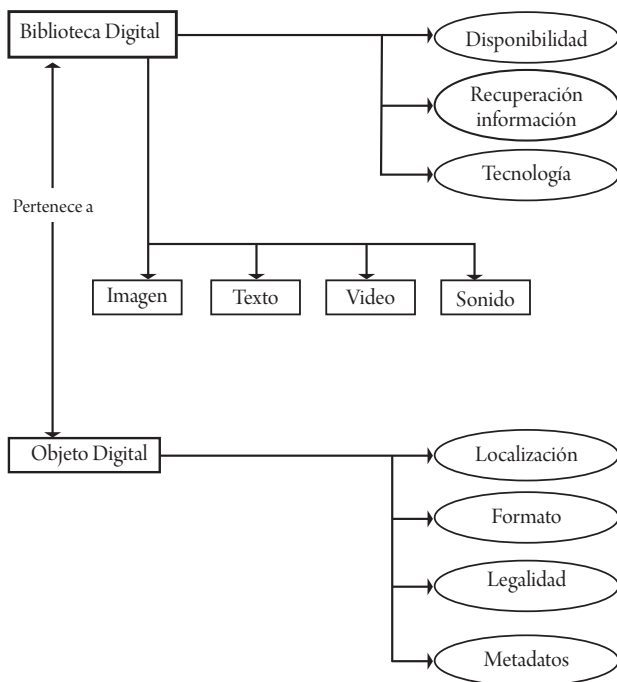 Biblioteca Digital
Disponibilidad
Recuperación
información
Tecnología
Pertenece a
Imagen
Texto
Video
Sonido
Objeto Digital
Localización
Formato
Legalidad
Metadatos